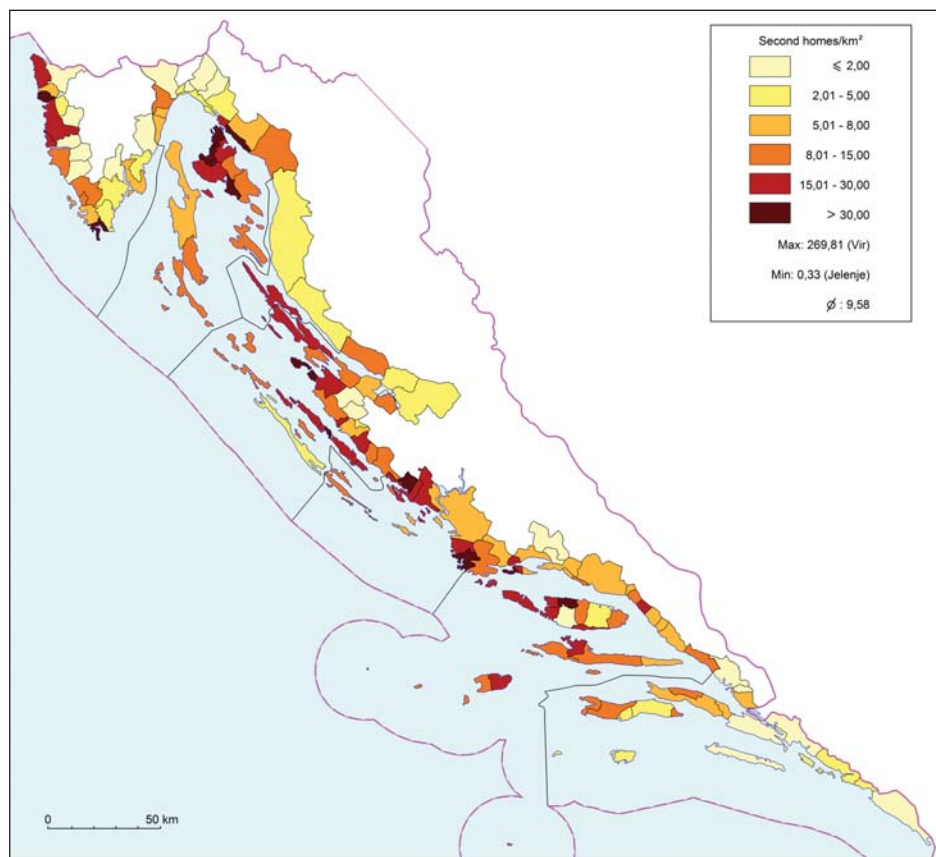 Second homes/km²
⩽ 2,00
2,01 - 5,00
5,01 - 8,00
8,01 - 15,00
15,01 - 30,00
> 30,00
Max: 269,81 (Vir)
Min: 0,33 (Jelenje)
ø : 9,58
0 50 km